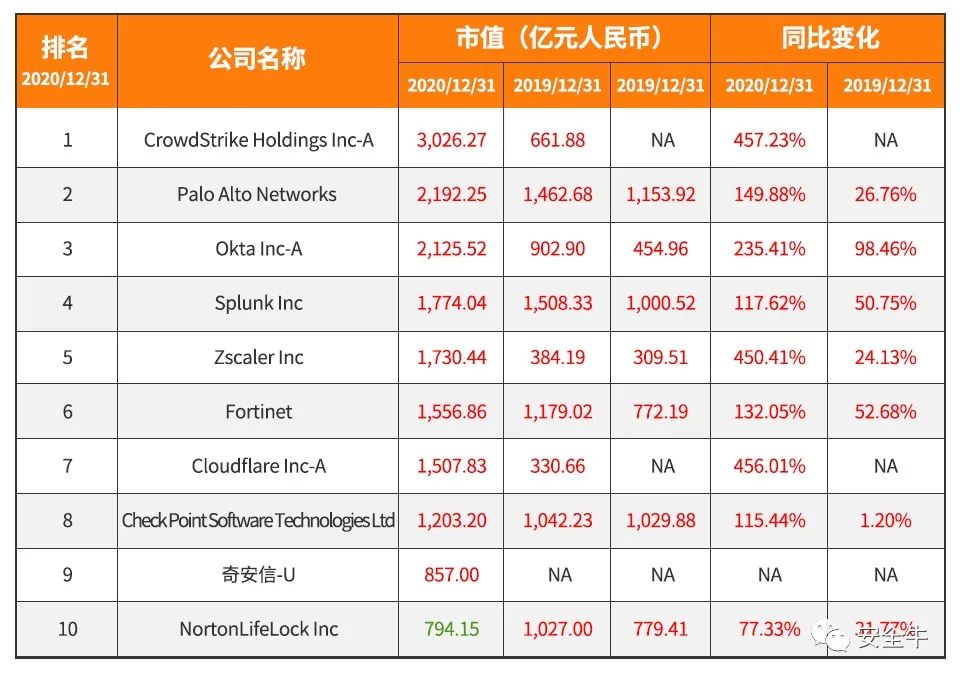 排名 公司名称 市值（亿元人民币） 同比变化
2020/12/31 2020/12/31 2019/12/31 2019/12/31 2020/12/31 2019/12/31
1 CrowdStrike Holdings Inc-A 3,026.27 661.88 NA 457.23% NA
2 Palo Alto Networks 2,192.25 1,462.68 1,153.92 149.88% 26.76%
3 Okta Inc-A 2,125.52 902.90 454.96 235.41% 98.46%
4 Splunk Inc 1,774.04 1,508.33 1,000.52 117.62% 50.75%
5 Zscaler Inc 1,730.44 384.19 309.51 450.41% 24.13%
6 Fortinet 1,556.86 1,179.02 772.19 132.05% 52.68%
7 Cloudflare Inc-A 1,507.83 330.66 NA 456.01% NA
8 Check Point Software Technologies Ltd 1,203.20 1,042.23 1,029.88 115.44% 1.20%
9 奇安信-U 857.00 NA NA NA NA
10 NortonLifeLock Inc 794.15 1,027.00 779.41 77.33% 31.77%
安全牛